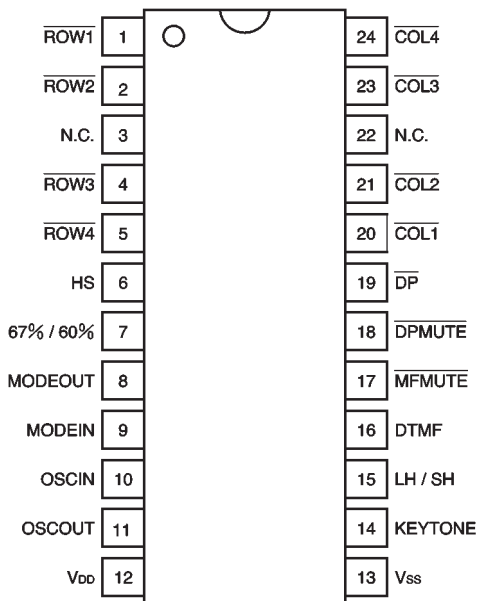 ROW1 1 24 COL4
ROW2 2 23 COL3
N.C. 3 22 N.C.
ROW3 4 21 COL2
ROW4 5 20 COL1
HS 6 19 DP
67% / 60% 7 18 DPMUTE
MODEOUT 8 17 MFMUTE
MODEIN 9 16 DTMF
OSCIN 10 15 LH / SH
OSCOUT 11 14 KEYTONE
VDD 12 13 VSS